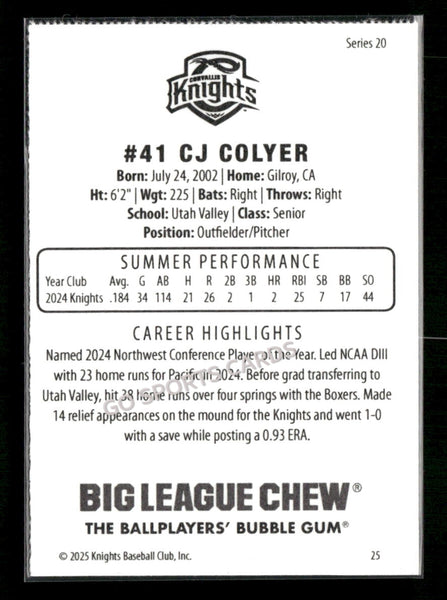 Series 20
CORVALLIS
Knights
#41 CJ COLYER
Born: July 24, 2002 | Home: Gilroy, CA
Ht: 6'2" | Wgt: 225 | Bats: Right | Throws: Right
School: Utah Valley | Class: Senior
Position: Outfielder/Pitcher
SUMMER PERFORMANCE
Year Club Avg. G AB H R 2B 3B HR RBI SB BB SO
2024 Knights .184 34 114 21 26 2 1 2 25 7 17 44
CAREER HIGHLIGHTS
Named 2024 Northwest Conference Player of the Year. Led NCAA DIII
with 23 home runs for Pacific in 2024. Before grad transferring to
Utah Valley, hit 38 home runs over four springs with the Boxers. Made
14 relief appearances on the mound for the Knights and went 1-0
with a save while posting a 0.93 ERA.
GO SPORTS CARDS
BIG LEAGUE CHEW®
THE BALLPLAYERS' BUBBLE GUM®
© 2025 Knights Baseball Club, Inc. 25